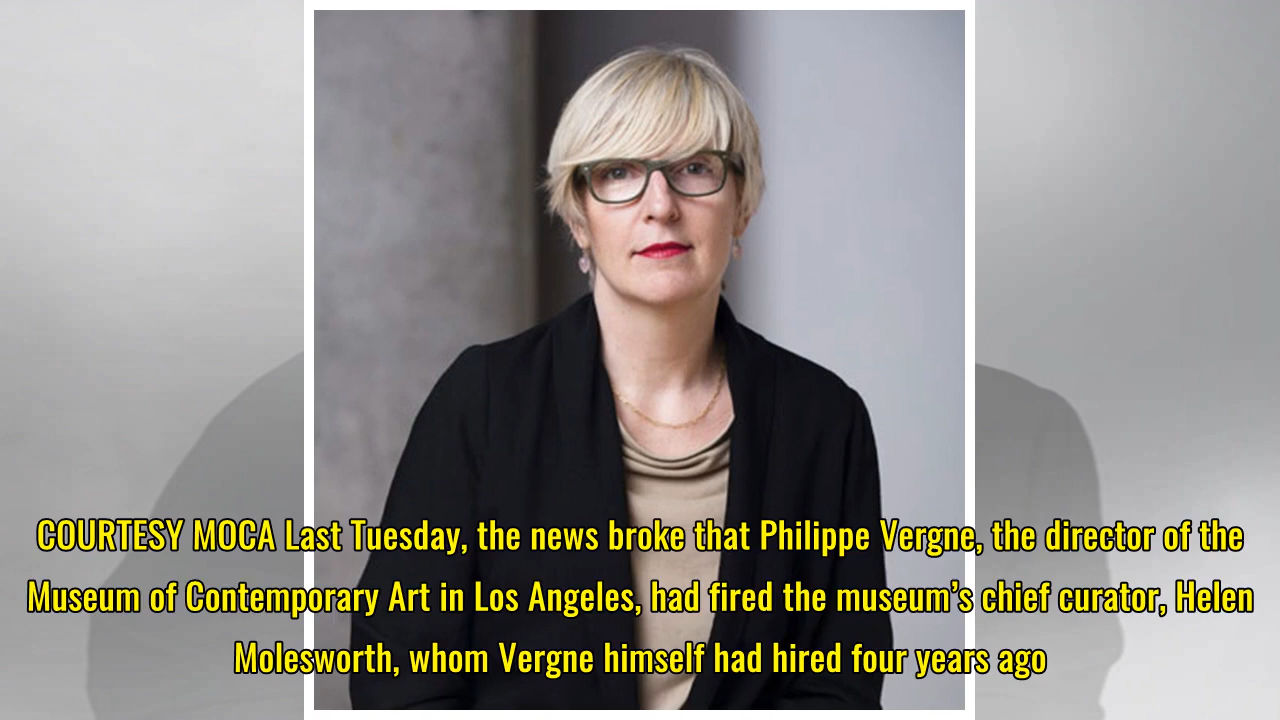 COURTESY MOCA Last Tuesday, the news broke that Philippe Vergne, the director of the
Museum of Contemporary Art in Los Angeles, had fired the museum’s chief curator, Helen
Molesworth, whom Vergne himself had hired four years ago